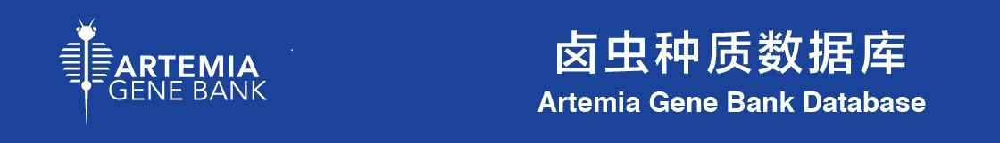 ARTEMIA
GENE BANK
卤虫种质数据库
Artemia Gene Bank Database